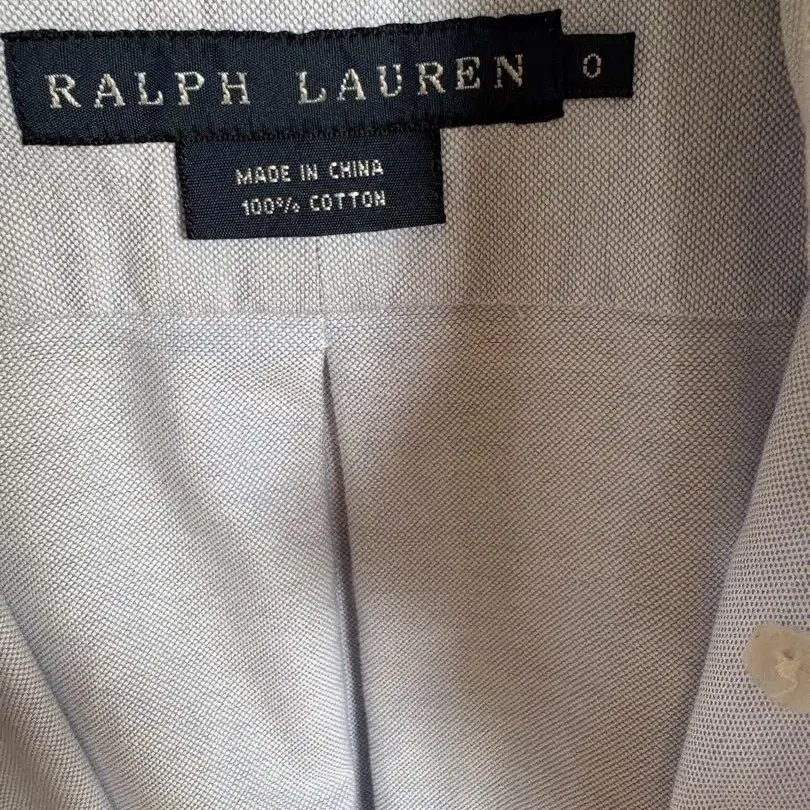 RALPH LAUREN 0
MADE IN CHINA
100% COTTON